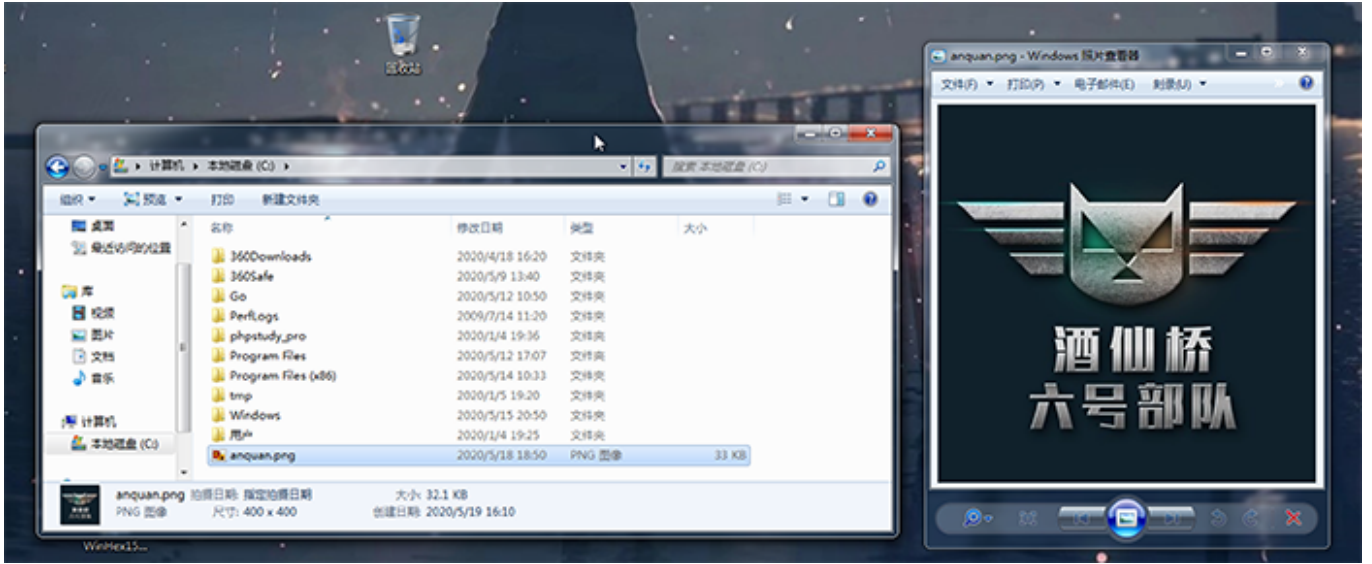 回收站
计算机 本地磁盘 (C:)
搜索 本地磁盘 (C:)
组织 预览 打印 新建文件夹
桌面
最近访问的位置
库
视频
图片
文档
音乐
计算机
本地磁盘 (C:)
名称 修改日期 类型 大小
360Downloads 2020/4/18 16:20 文件夹
360Safe 2020/5/9 13:40 文件夹
Go 2020/5/12 10:50 文件夹
PerfLogs 2009/7/14 11:20 文件夹
phpstudy_pro 2020/1/4 19:36 文件夹
Program Files 2020/5/12 17:07 文件夹
Program Files (x86) 2020/5/14 10:33 文件夹
tmp 2020/1/5 19:20 文件夹
Windows 2020/5/15 20:50 文件夹
用户 2020/1/4 19:25 文件夹
anquan.png 2020/5/18 18:50 PNG 图像 33 KB
anquan.png 拍摄日期: 指定拍摄日期 大小: 32.1 KB
PNG 图像 尺寸: 400 x 400 创建日期: 2020/5/19 16:10
WinHex15...
anquan.png - Windows 照片查看器
文件(F) 打印(P) 电子邮件(E) 刻录(U)
酒仙桥
六号部队